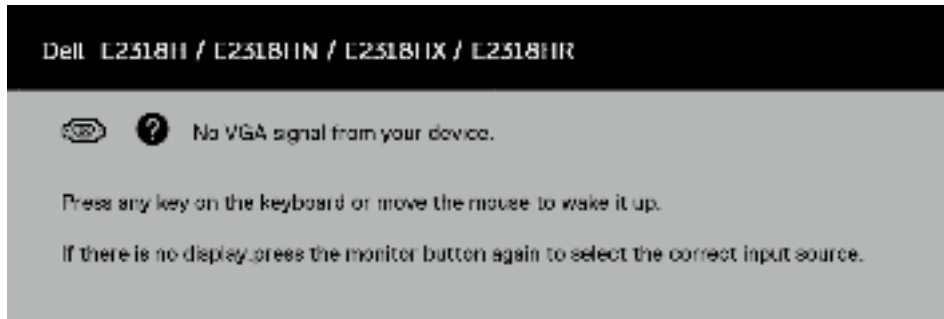 Dell E2318H / E2318HN / E2318HX / E2318HR
No VGA signal from your device.
Press any key on the keyboard or move the mouse to wake it up.
If there is no display,press the monitor button again to select the correct input source.